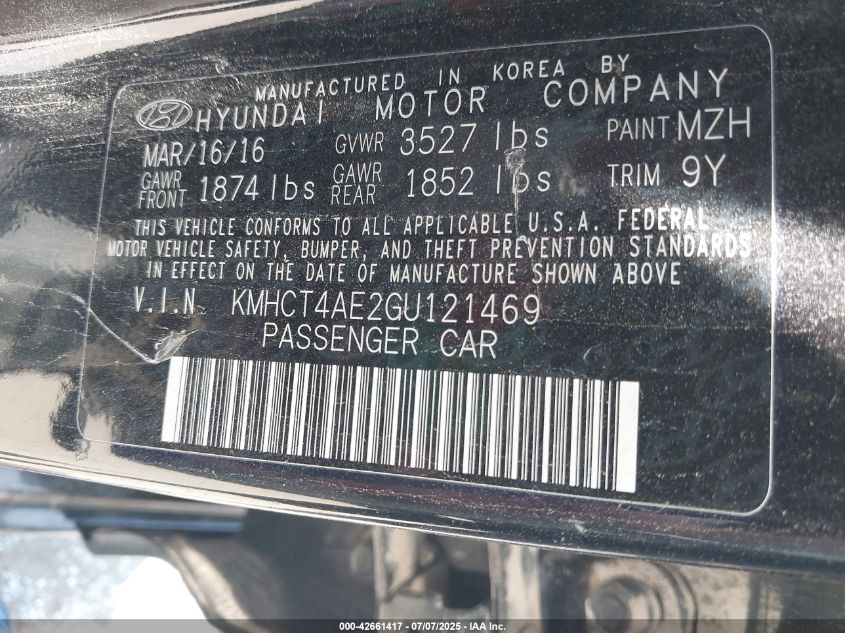 MANUFACTURED IN KOREA BY
HYUNDAI MOTOR COMPANY
MAR/16/16 GVWR 3527 lbs PAINT MZH
GAWR FRONT 1874 lbs GAWR REAR 1852 lbs TRIM 9Y
THIS VEHICLE CONFORMS TO ALL APPLICABLE U.S.A. FEDERAL
MOTOR VEHICLE SAFETY, BUMPER, AND THEFT PREVENTION STANDARDS
IN EFFECT ON THE DATE OF MANUFACTURE SHOWN ABOVE
V.I.N. KMHCT4AE2GU121469
PASSENGER CAR
000-42661417 - 07/07/2025 - IAA Inc.